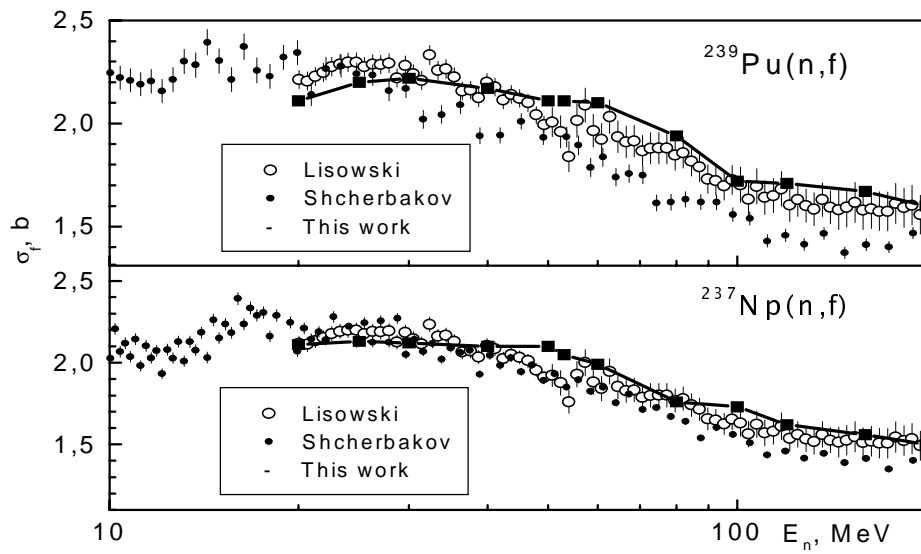 2,5
2,0
1,5
²³⁹Pu(n,f)
Lisowski
Shcherbakov
- This work
σf, b
2,5
2,0
1,5
²³⁷Np(n,f)
Lisowski
Shcherbakov
- This work
10
100
En, MeV